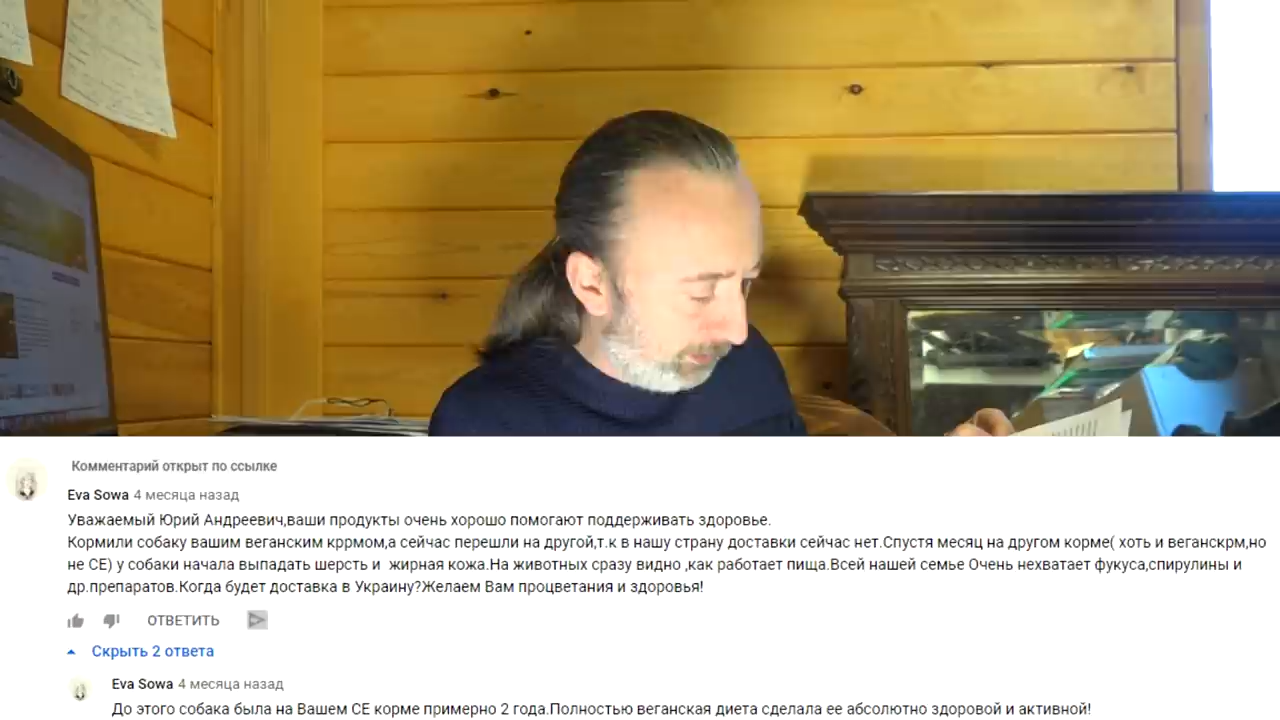 Комментарий открыт по ссылке
Eva Sowa 4 месяца назад
Уважаемый Юрий Андреевич,ваши продукты очень хорошо помогают поддерживать здоровье.
Кормили собаку вашим веганским кррмом,а сейчас перешли на другой,т.к в нашу страну доставки сейчас нет.Спустя месяц на другом корме( хоть и веганскрм,но
не СЕ) у собаки начала выпадать шерсть и жирная кожа.На животных сразу видно ,как работает пища.Всей нашей семье Очень нехватает фукуса,спирулины и
др.препаратов.Когда будет доставка в Украину?Желаем Вам процветания и здоровья!
ОТВЕТИТЬ
Скрыть 2 ответа
Eva Sowa 4 месяца назад
До этого собака была на Вашем СЕ корме примерно 2 года.Полностью веганская диета сделала ее абсолютно здоровой и активной!